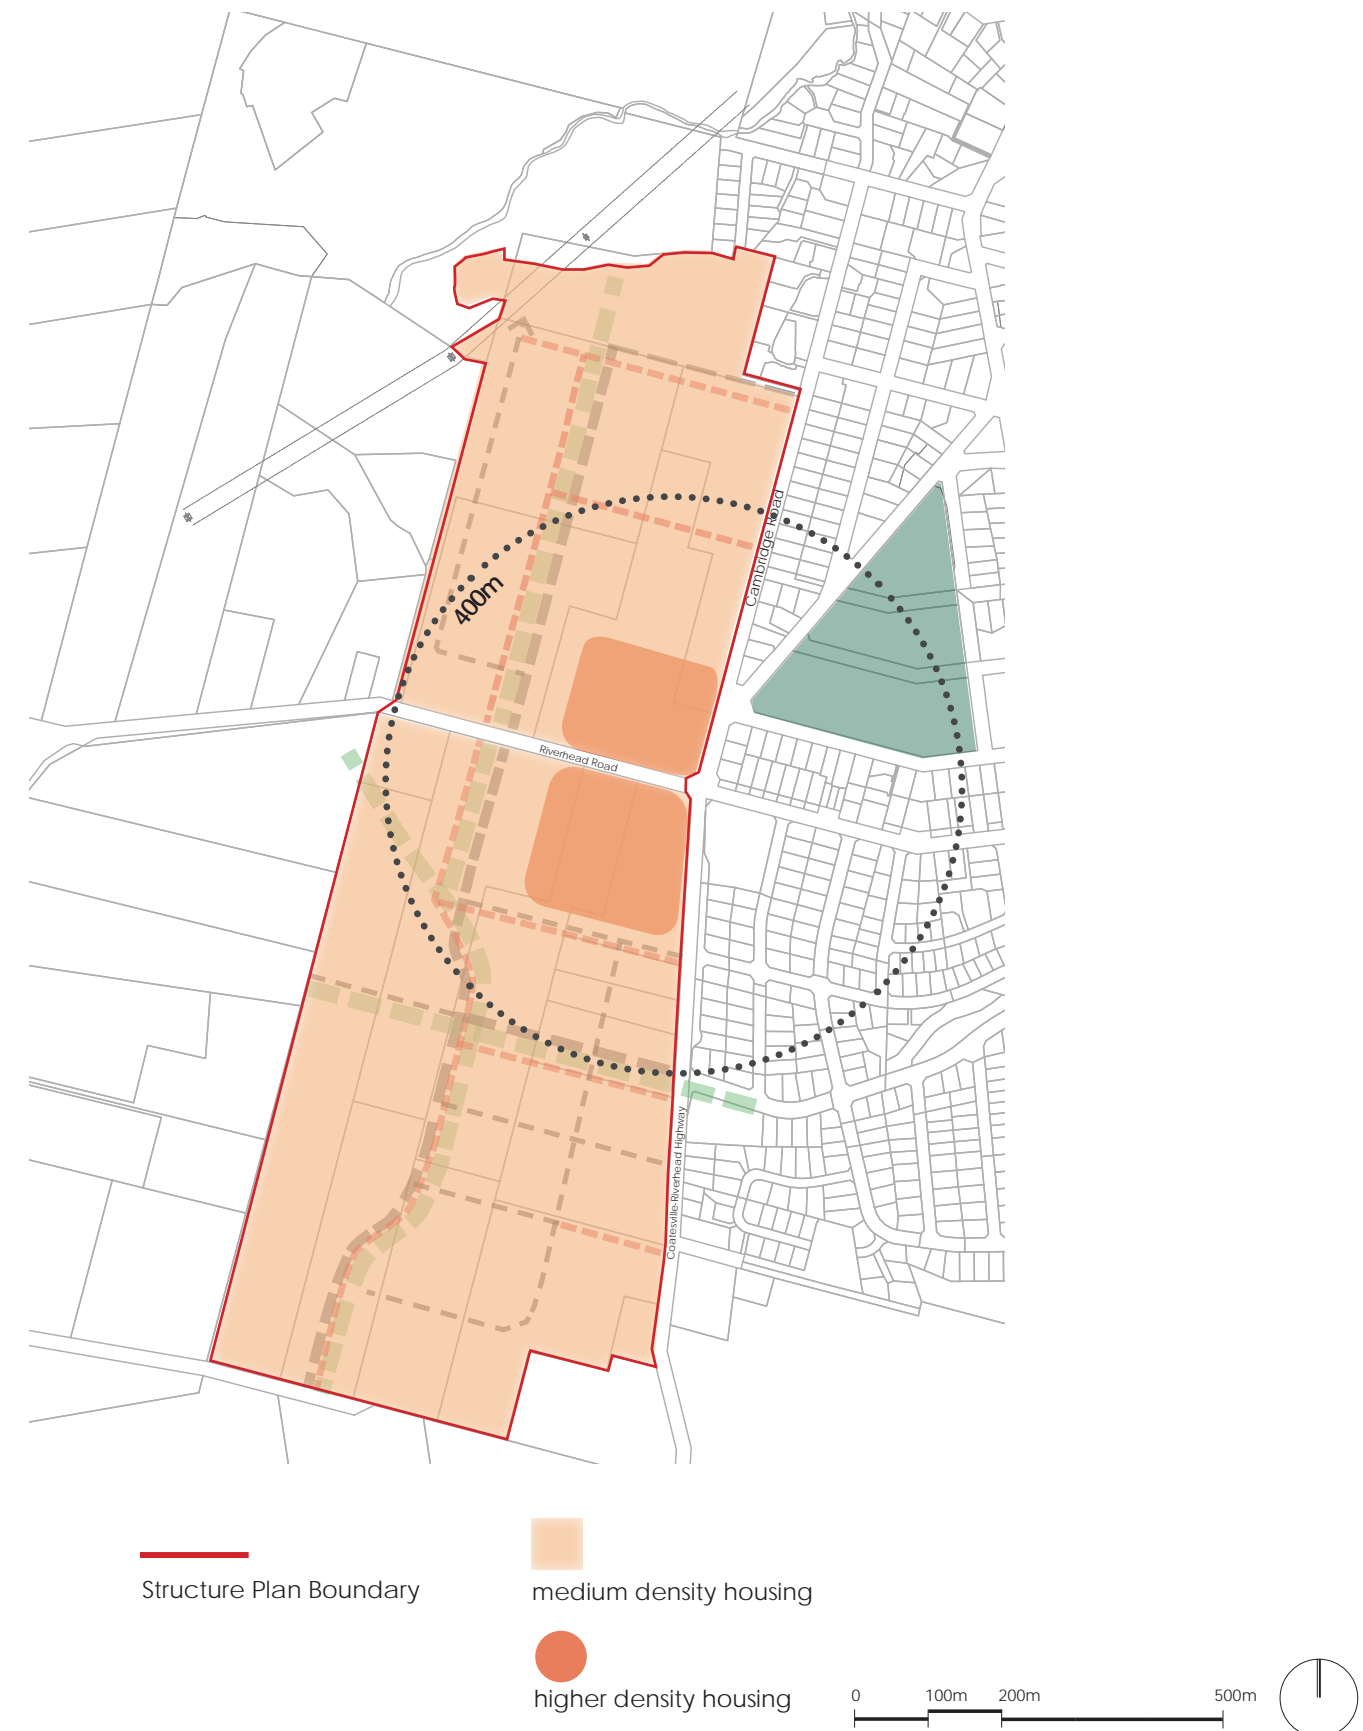 Cambridge Road
400m
Riverhead Road
Coatesville-Riverhead Highway
Structure Plan Boundary
medium density housing
higher density housing
0 100m 200m 500m